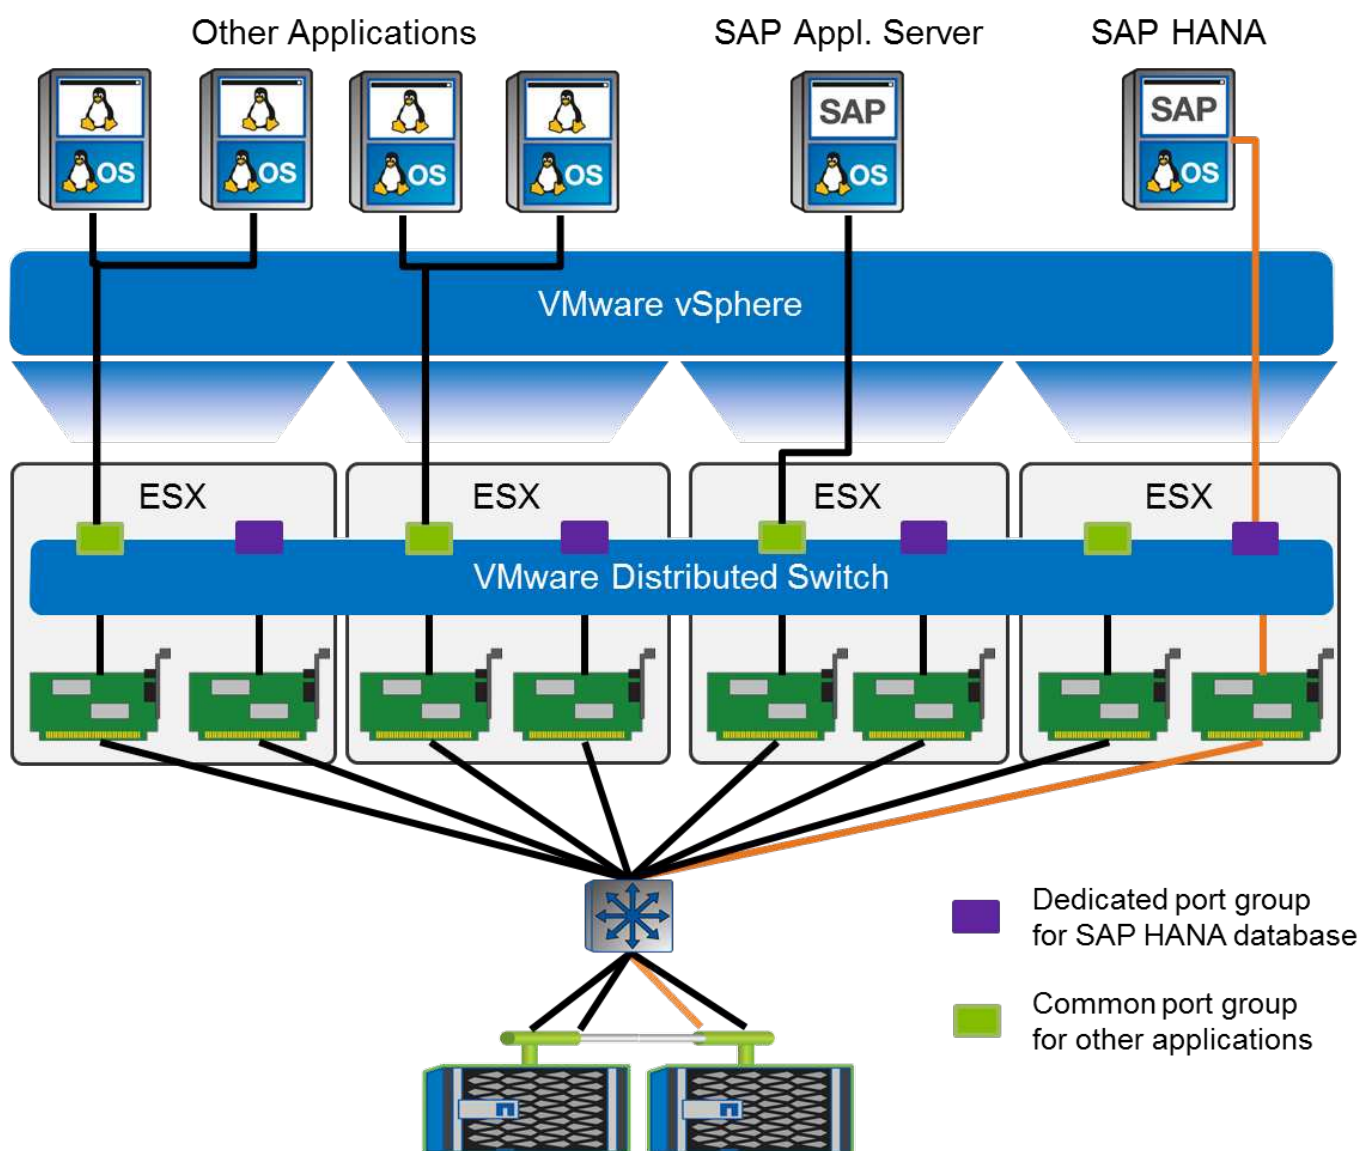 Other Applications
SAP Appl. Server
SAP HANA
SAP
SAP
OS
OS
OS
OS
OS
OS
VMware vSphere
ESX
ESX
ESX
ESX
VMware Distributed Switch
Dedicated port group
for SAP HANA database
Common port group
for other applications